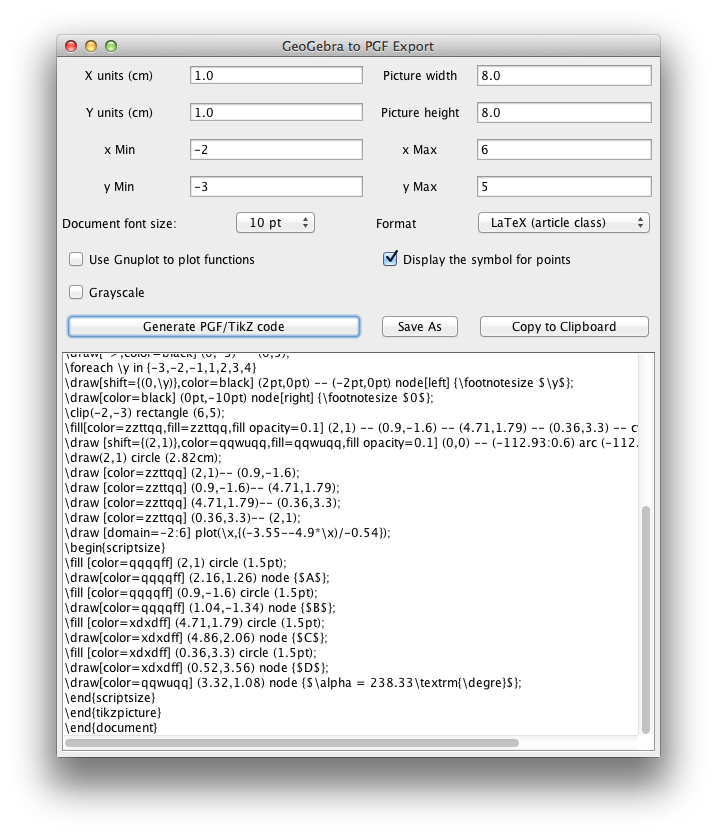 GeoGebra to PGF Export
X units (cm) 1.0 Picture width 8.0
Y units (cm) 1.0 Picture height 8.0
x Min -2 x Max 6
y Min -3 y Max 5
Document font size: 10 pt Format LaTeX (article class)
Use Gnuplot to plot functions Display the symbol for points
Grayscale
Generate PGF/TikZ code Save As Copy to Clipboard
\foreach \y in {-3,-2,-1,1,2,3,4}
\draw[shift={(0,\y)},color=black] (2pt,0pt) -- (-2pt,0pt) node[left] {\footnotesize $\y$};
\draw[color=black] (0pt,-10pt) node[right] {\footnotesize $0$};
\clip(-2,-3) rectangle (6,5);
\fill[color=zzttqq,fill=zzttqq,fill opacity=0.1] (2,1) -- (0.9,-1.6) -- (4.71,1.79) -- (0.36,3.3) -- c
\draw [shift={(2,1)},color=qqwuqq,fill=qqwuqq,fill opacity=0.1] (0,0) -- (-112.93:0.6) arc (-112.
\draw(2,1) circle (2.82cm);
\draw [color=zzttqq] (2,1)-- (0.9,-1.6);
\draw [color=zzttqq] (0.9,-1.6)-- (4.71,1.79);
\draw [color=zzttqq] (4.71,1.79)-- (0.36,3.3);
\draw [color=zzttqq] (0.36,3.3)-- (2,1);
\draw [domain=-2:6] plot(\x,{(-3.55--4.9*\x)/-0.54});
\begin{scriptsize}
\fill [color=qqqqff] (2,1) circle (1.5pt);
\draw[color=qqqqff] (2.16,1.26) node {$A$};
\fill [color=qqqqff] (0.9,-1.6) circle (1.5pt);
\draw[color=qqqqff] (1.04,-1.34) node {$B$};
\fill [color=xdxdff] (4.71,1.79) circle (1.5pt);
\draw[color=xdxdff] (4.86,2.06) node {$C$};
\fill [color=xdxdff] (0.36,3.3) circle (1.5pt);
\draw[color=xdxdff] (0.52,3.56) node {$D$};
\draw[color=qqwuqq] (3.32,1.08) node {$\alpha = 238.33\textrm{\degre}$};
\end{scriptsize}
\end{tikzpicture}
\end{document}